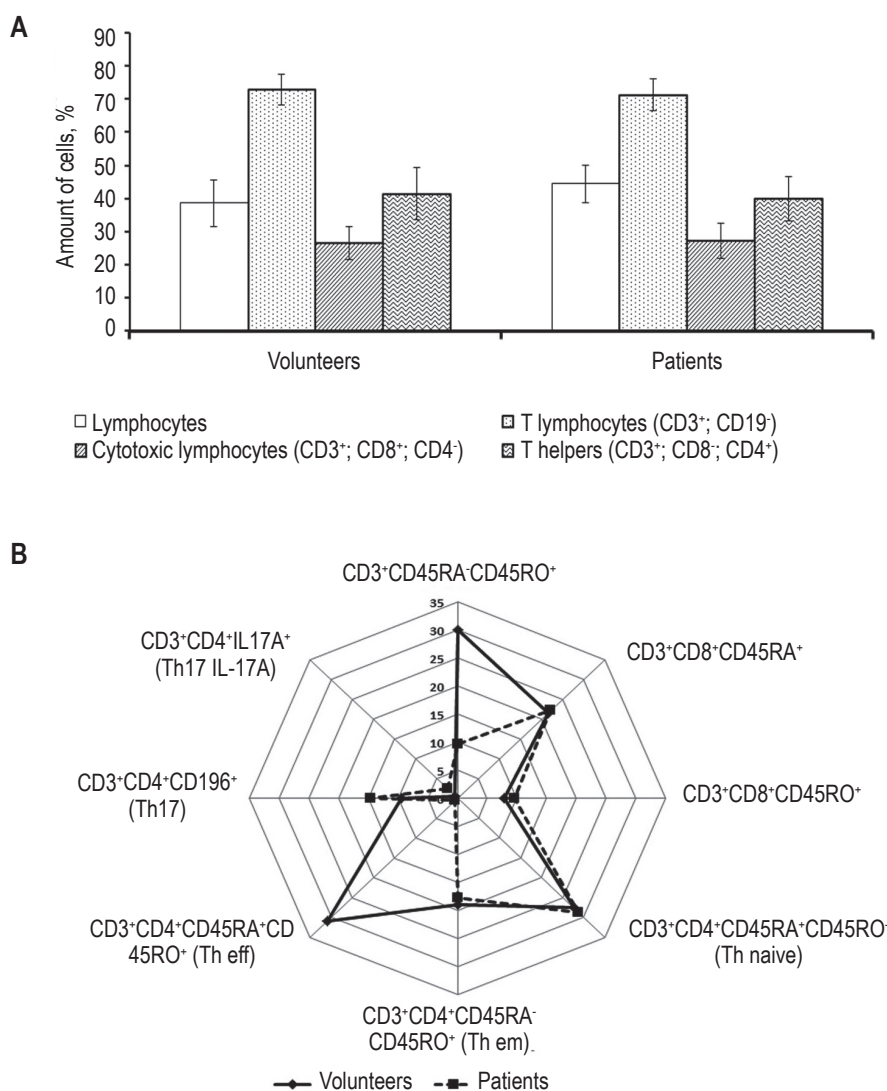 A
90
80
70
60
50
40
30
20
10
0
Amount of cells, %
Volunteers
Patients
Lymphocytes
T lymphocytes (CD3⁺; CD19⁻)
Cytotoxic lymphocytes (CD3⁺; CD8⁺; CD4⁻)
T helpers (CD3⁺; CD8⁻; CD4⁺)
B
CD3⁺CD45RA⁻CD45RO⁺
35
30
25
20
15
10
5
0
CD3⁺CD4⁺IL17A⁺
(Th17 IL-17A)
CD3⁺CD8⁺CD45RA⁺
CD3⁺CD4⁺CD196⁺
(Th17)
CD3⁺CD8⁺CD45RO⁺
CD3⁺CD4⁺CD45RA⁺CD
45RO⁺ (Th eff)
CD3⁺CD4⁺CD45RA⁺CD45RO⁻
(Th naive)
CD3⁺CD4⁺CD45RA⁻
CD45RO⁺ (Th em)
Volunteers
Patients